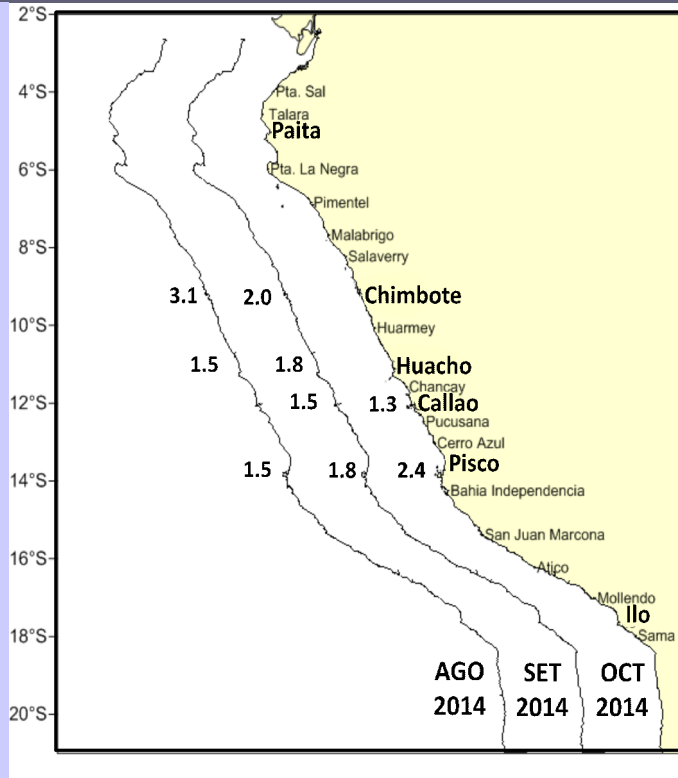 2°S
4°S
Pta. Sal
Talara
Paita
6°S
Pta. La Negra
Pimentel
Malabrigo
8°S
Salaverry
3.1 2.0 Chimbote
10°S
Huarmey
1.5 1.8 Huacho
Chancay
12°S 1.5 1.3 Callao
Pucusana
Cerro Azul
1.5 1.8 2.4 Pisco
14°S
Bahia Independencia
San Juan Marcona
16°S
Atico
Mollendo
Ilo
18°S
Sama
AGO SET OCT
2014 2014 2014
20°S